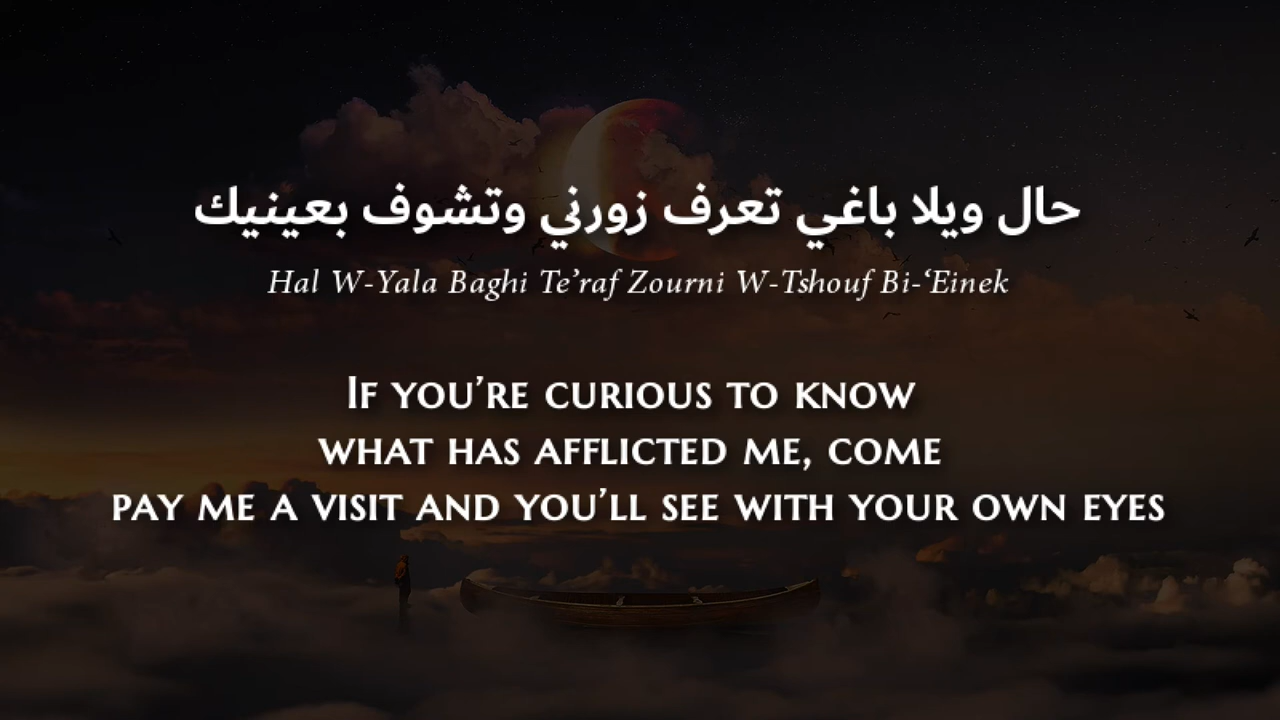 حال ويلا باغي تعرف زورني وتشوف بعينيك
Hal W-Yala Baghi Te’raf Zourni W-Tshouf Bi-‘Einek
If you’re curious to know
what has afflicted me, come
pay me a visit and you’ll see with your own eyes